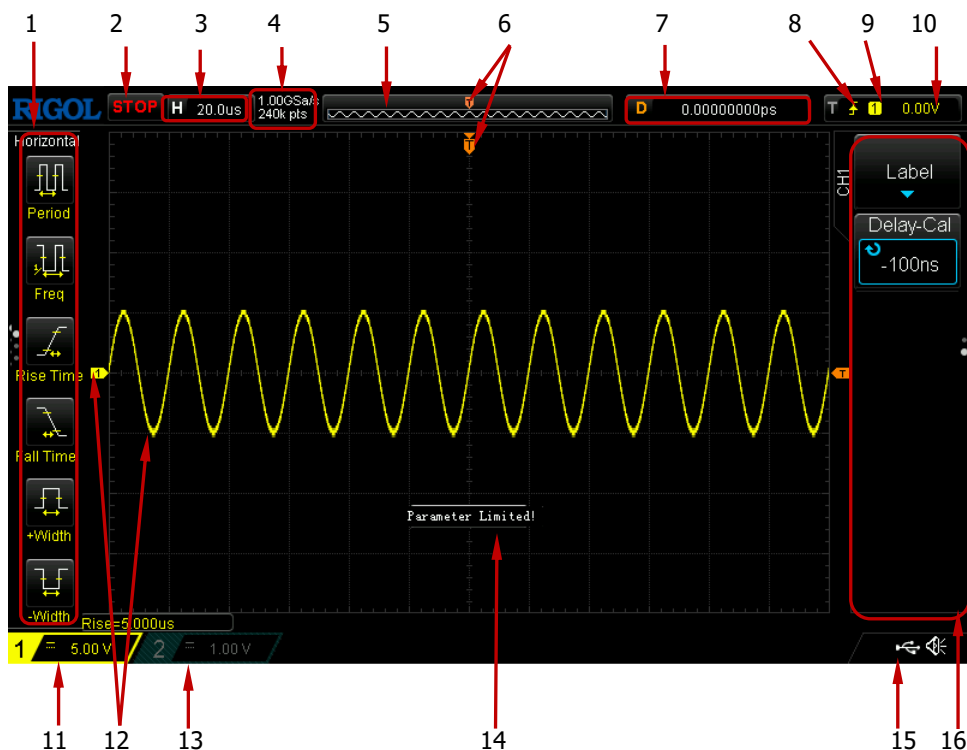 1 2 3 4 5 6 7 8 9 10
RIGOL STOP H 20.0us 1.00GSa/s D 0.00000000ps T 1 0.00V
240k pts
T
Horizontal
T
Period
1/
Freq
Rise Time
Fall Time
+Width
-Width
CH1
Label
Delay-Cal
-100ns
1
T
Parameter Limited!
Rise=5.000us
1 5.00 V 2 1.00 V
11 12 13 14 15 16